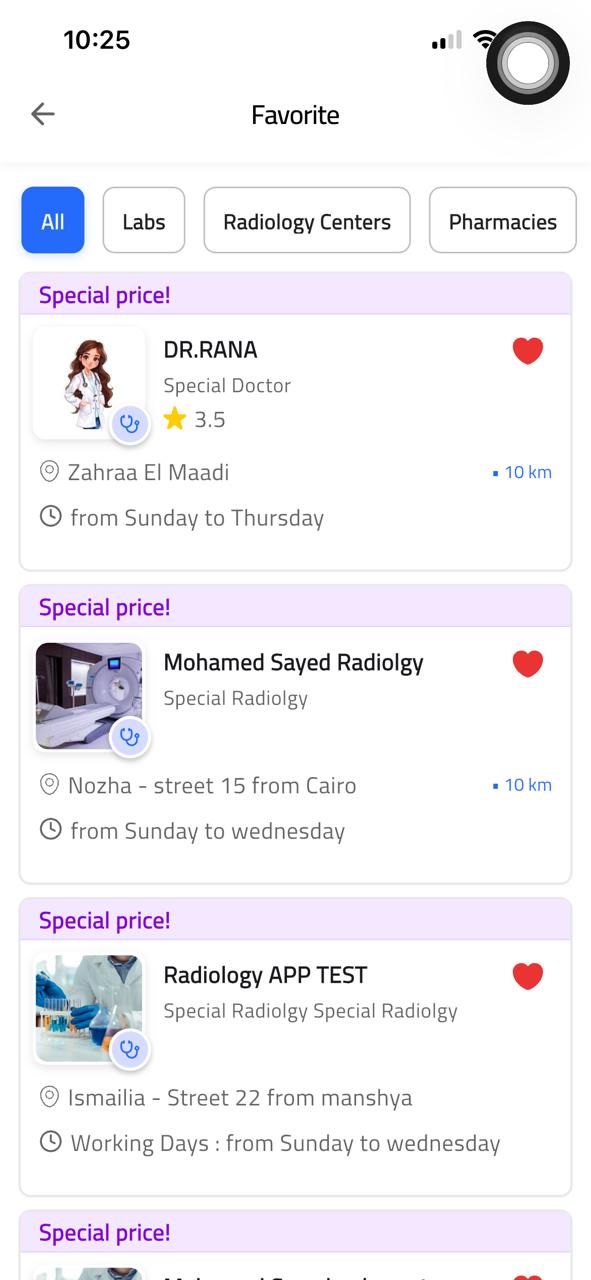 10:25
Favorite
All
Labs
Radiology Centers
Pharmacies
Special price!
DR.RANA
Special Doctor
3.5
Zahraa El Maadi
10 km
from Sunday to Thursday
Special price!
Mohamed Sayed Radiolgy
Special Radiolgy
Nozha - street 15 from Cairo
10 km
from Sunday to wednesday
Special price!
Radiology APP TEST
Special Radiolgy Special Radiolgy
Ismailia - Street 22 from manshya
Working Days : from Sunday to wednesday
Special price!